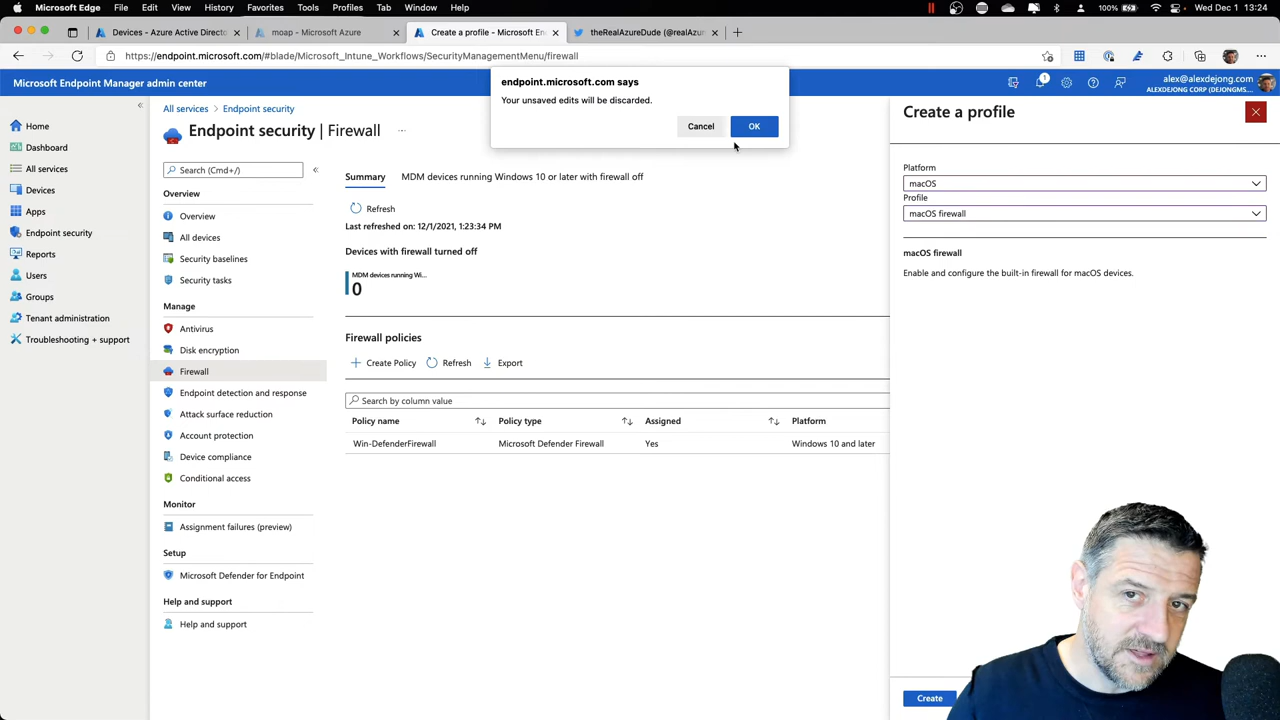 Microsoft Edge File Edit View History Favorites Tools Profiles Tab Window Help 100% Wed Dec 1 13:24
Devices - Azure Active Directo
moap - Microsoft Azure
Create a profile - Microsoft En
theRealAzureDude (@realAzur
https://endpoint.microsoft.com/#blade/Microsoft_Intune_Workflows/SecurityManagementMenu/firewall
Microsoft Endpoint Manager admin center
alex@alexdejong.com
ALEXDEJONG CORP (DEJONGMS...
endpoint.microsoft.com says
Your unsaved edits will be discarded.
Cancel
OK
Home
Dashboard
All services
Devices
Apps
Endpoint security
Reports
Users
Groups
Tenant administration
Troubleshooting + support
All services > Endpoint security
Endpoint security | Firewall ...
Search (Cmd+/)
Overview
Overview
All devices
Security baselines
Security tasks
Manage
Antivirus
Disk encryption
Firewall
Endpoint detection and response
Attack surface reduction
Account protection
Device compliance
Conditional access
Monitor
Assignment failures (preview)
Setup
Microsoft Defender for Endpoint
Help and support
Help and support
Summary MDM devices running Windows 10 or later with firewall off
Refresh
Last refreshed on: 12/1/2021, 1:23:34 PM
Devices with firewall turned off
MDM devices running Wi...
0
Firewall policies
Create Policy Refresh Export
Search by column value
Policy name Policy type Assigned Platform
Win-DefenderFirewall Microsoft Defender Firewall Yes Windows 10 and later
Create a profile
Platform
macOS
Profile
macOS firewall
macOS firewall
Enable and configure the built-in firewall for macOS devices.
Create